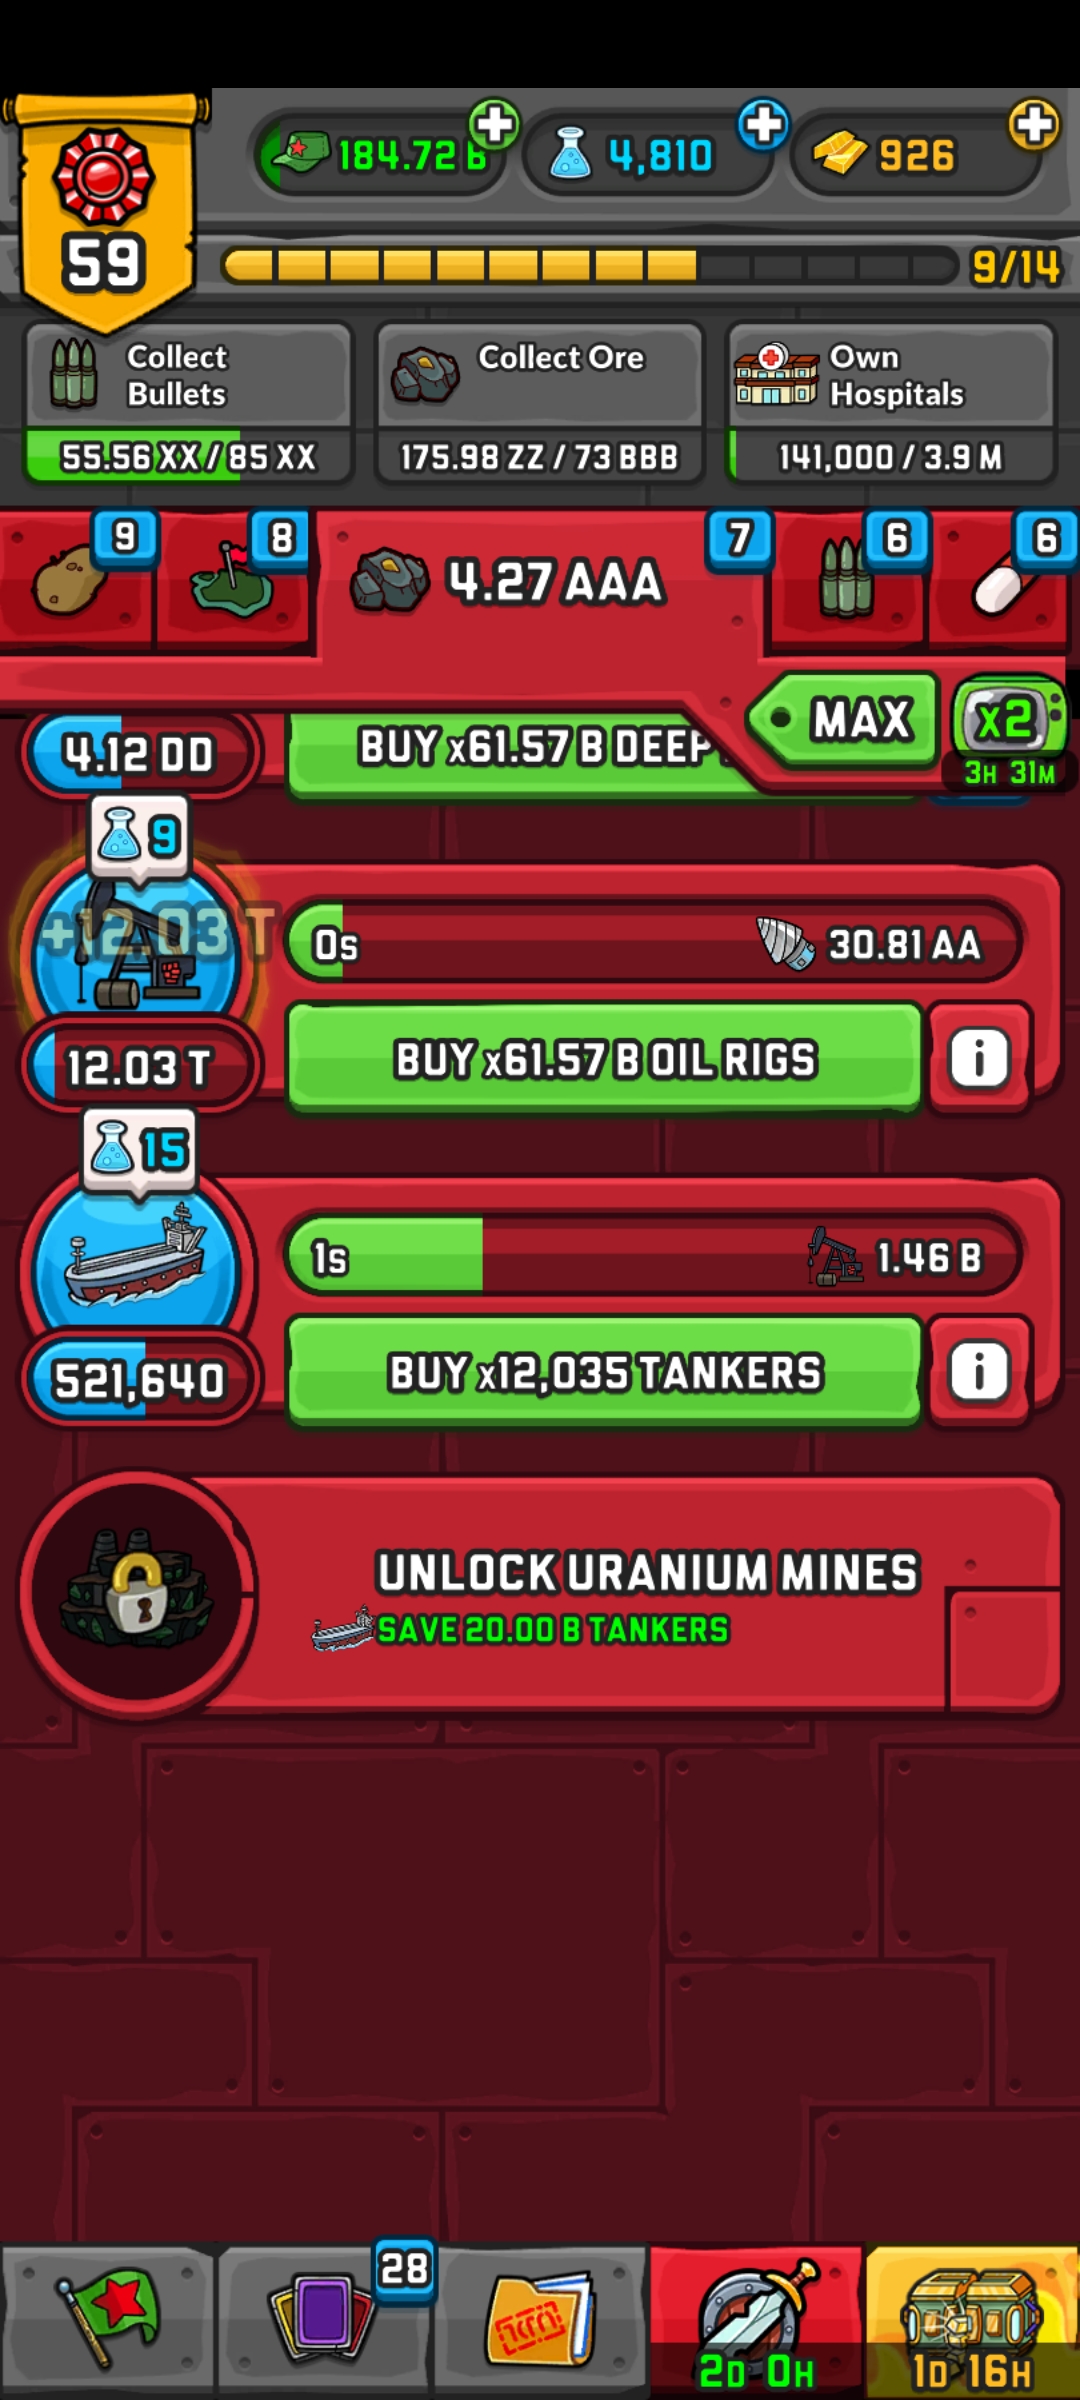 59
184.72 B
4,810
926
9/14
Collect
Bullets
55.56 XX / 85 XX
Collect Ore
175.98 ZZ / 73 BBB
Own
Hospitals
141,000 / 3.9 M
9
8
4.27 AAA
7
6
6
MAX
x2
3H 31M
4.12 DD
BUY x61.57 B DEEP
9
+12.03 T
0s
30.81 AA
12.03 T
BUY x61.57 B OIL RIGS
i
15
1s
1.46 B
521,640
BUY x12,035 TANKERS
i
UNLOCK URANIUM MINES
SAVE 20.00 B TANKERS
28
2D 0H
1D 16H